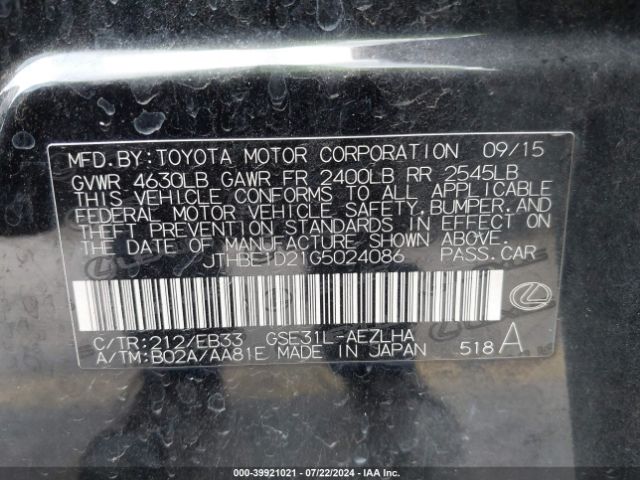 MFD.BY:TOYOTA MOTOR CORPORATION 09/15
GVWR 4630LB GAWR FR 2400LB RR 2545LB
THIS VEHICLE CONFORMS TO ALL APPLICABLE
FEDERAL MOTOR VEHICLE SAFETY,BUMPER,AND
THEFT PREVENTION STANDARDS IN EFFECT ON
THE DATE OF MANUFACTURE SHOWN ABOVE.
JTHBE1D21G5024086 PASS.CAR
C/TR:212/EB33 GSE31L-AEZLHA
A/TM:B02A/AA81E MADE IN JAPAN 518 A
000-39921021 - 07/22/2024 - IAA Inc.